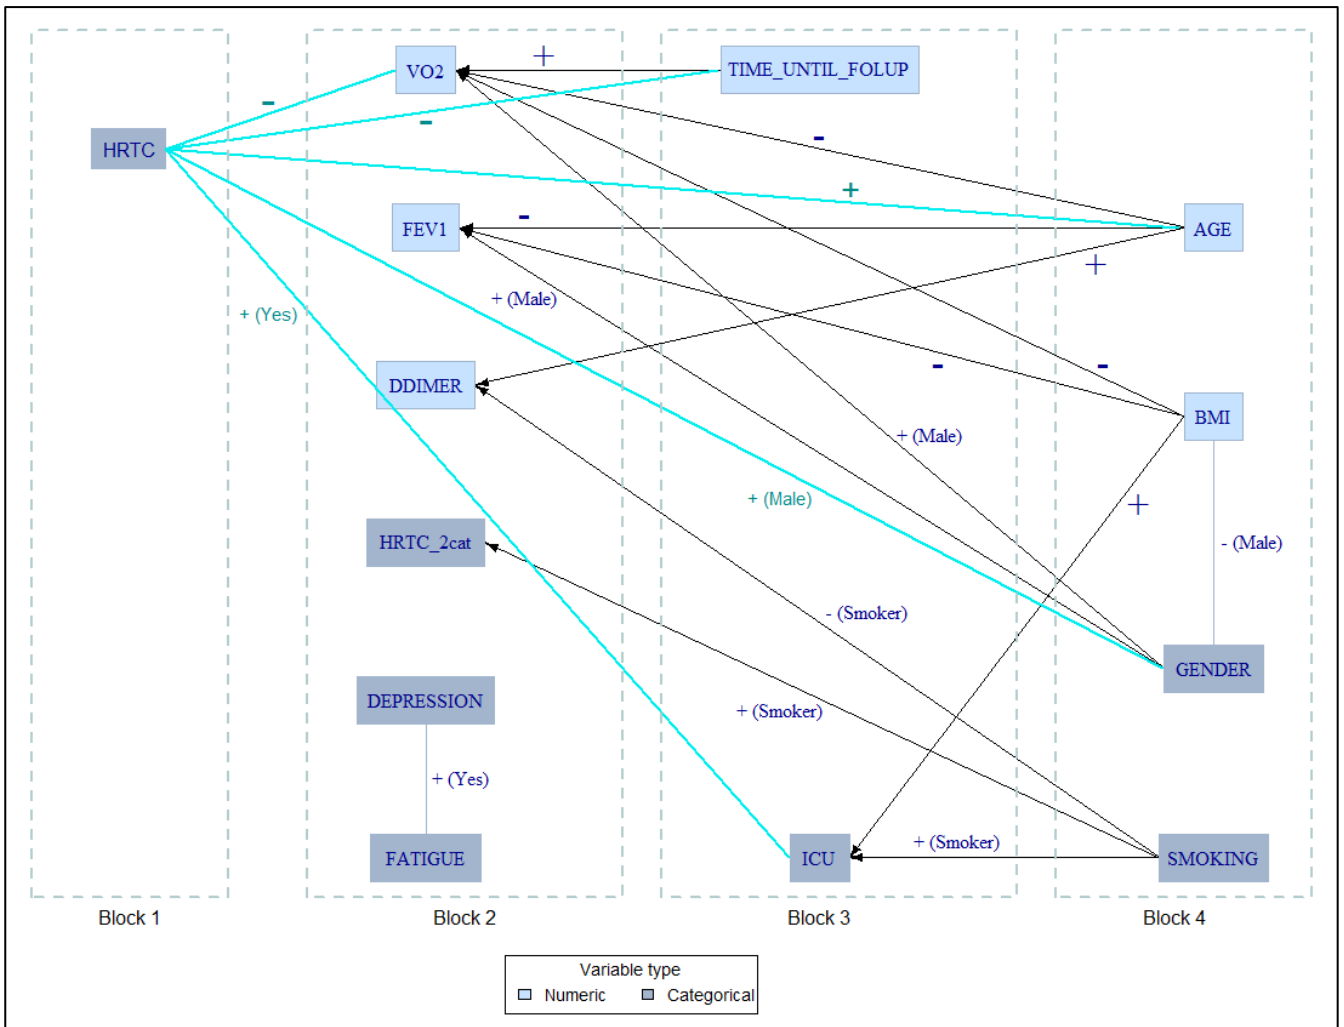 VO2
+
TIME_UNTIL_FOLUP
-
-
HRTC
-
+
FEV1
-
AGE
+
+ (Male)
+ (Yes)
-
-
DDIMER
BMI
+ (Male)
+ (Male)
+
HRTC_2cat
- (Male)
- (Smoker)
GENDER
DEPRESSION
+ (Smoker)
+ (Yes)
+ (Smoker)
FATIGUE
ICU
SMOKING
Block 1
Block 2
Block 3
Block 4
Variable type
Numeric
Categorical